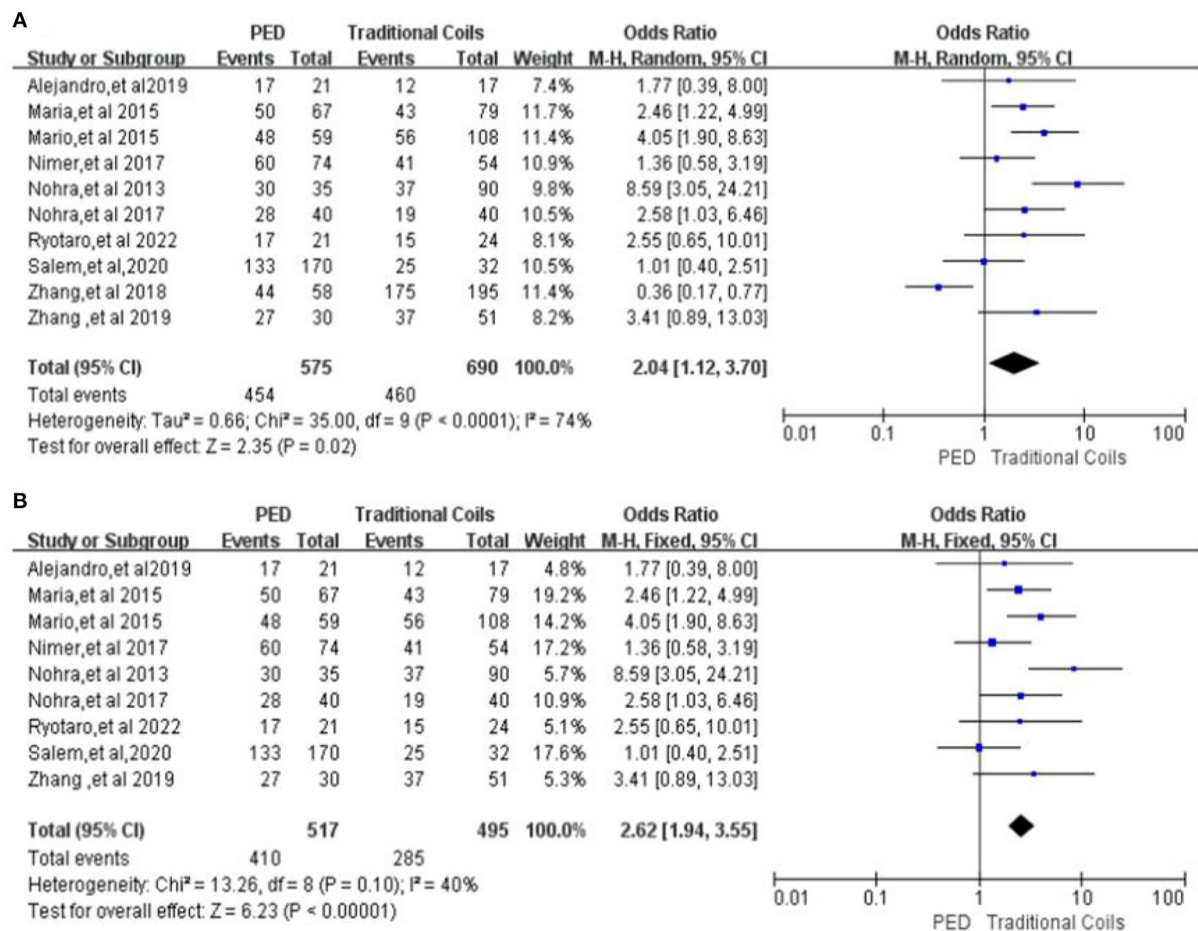 A
PED Traditional Coils Odds Ratio Odds Ratio
Study or Subgroup Events Total Events Total Weight M-H, Random, 95% CI M-H, Random, 95% CI
Alejandro,et al2019 17 21 12 17 7.4% 1.77 [0.39, 8.00]
Maria,et al 2015 50 67 43 79 11.7% 2.46 [1.22, 4.99]
Mario,et al 2015 48 59 56 108 11.4% 4.05 [1.90, 8.63]
Nimer,et al 2017 60 74 41 54 10.9% 1.36 [0.58, 3.19]
Nohra,et al 2013 30 35 37 90 9.8% 8.59 [3.05, 24.21]
Nohra,et al 2017 28 40 19 40 10.5% 2.58 [1.03, 6.46]
Ryotaro,et al 2022 17 21 15 24 8.1% 2.55 [0.65, 10.01]
Salem,et al,2020 133 170 25 32 10.5% 1.01 [0.40, 2.51]
Zhang,et al 2018 44 58 175 195 11.4% 0.36 [0.17, 0.77]
Zhang ,et al 2019 27 30 37 51 8.2% 3.41 [0.89, 13.03]
Total (95% CI) 575 690 100.0% 2.04 [1.12, 3.70]
Total events 454 460
Heterogeneity: Tau² = 0.66; Chi² = 35.00, df = 9 (P < 0.0001); I² = 74%
Test for overall effect: Z = 2.35 (P = 0.02)
0.01 0.1 1 10 100
PED Traditional Coils
B
PED Traditional Coils Odds Ratio Odds Ratio
Study or Subgroup Events Total Events Total Weight M-H, Fixed, 95% CI M-H, Fixed, 95% CI
Alejandro,et al2019 17 21 12 17 4.8% 1.77 [0.39, 8.00]
Maria,et al 2015 50 67 43 79 19.2% 2.46 [1.22, 4.99]
Mario,et al 2015 48 59 56 108 14.2% 4.05 [1.90, 8.63]
Nimer,et al 2017 60 74 41 54 17.2% 1.36 [0.58, 3.19]
Nohra,et al 2013 30 35 37 90 5.7% 8.59 [3.05, 24.21]
Nohra,et al 2017 28 40 19 40 10.9% 2.58 [1.03, 6.46]
Ryotaro,et al 2022 17 21 15 24 5.1% 2.55 [0.65, 10.01]
Salem,et al,2020 133 170 25 32 17.6% 1.01 [0.40, 2.51]
Zhang ,et al 2019 27 30 37 51 5.3% 3.41 [0.89, 13.03]
Total (95% CI) 517 495 100.0% 2.62 [1.94, 3.55]
Total events 410 285
Heterogeneity: Chi² = 13.26, df = 8 (P = 0.10); I² = 40%
Test for overall effect: Z = 6.23 (P < 0.00001)
0.01 0.1 1 10 100
PED Traditional Coils